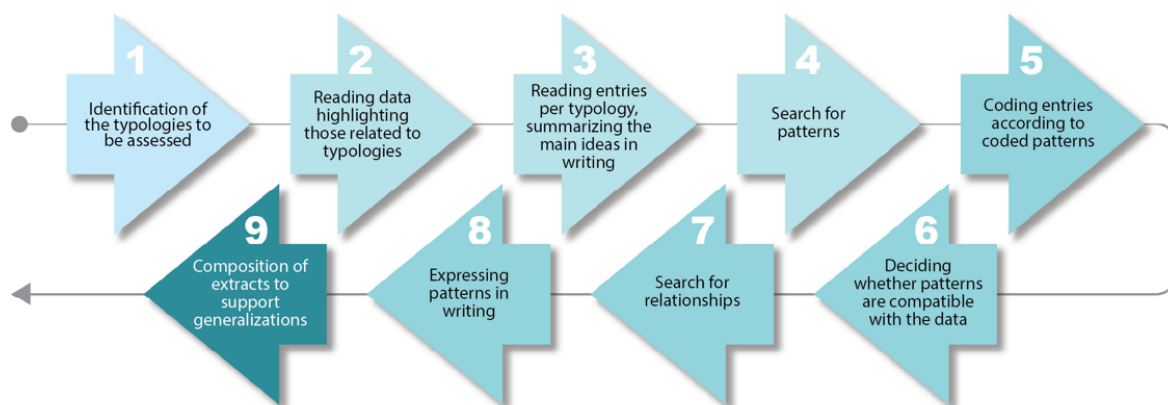 1
Identification of
the typologies to
be assessed
2
Reading data
highlighting
those related to
typologies
3
Reading entries
per typology,
summarizing the
main ideas in
writing
4
Search for
patterns
5
Coding entries
according to
coded patterns
6
Deciding
whether patterns
are compatible
with the data
7
Search for
relationships
8
Expressing
patterns in
writing
9
Composition of
extracts to
support
generalizations